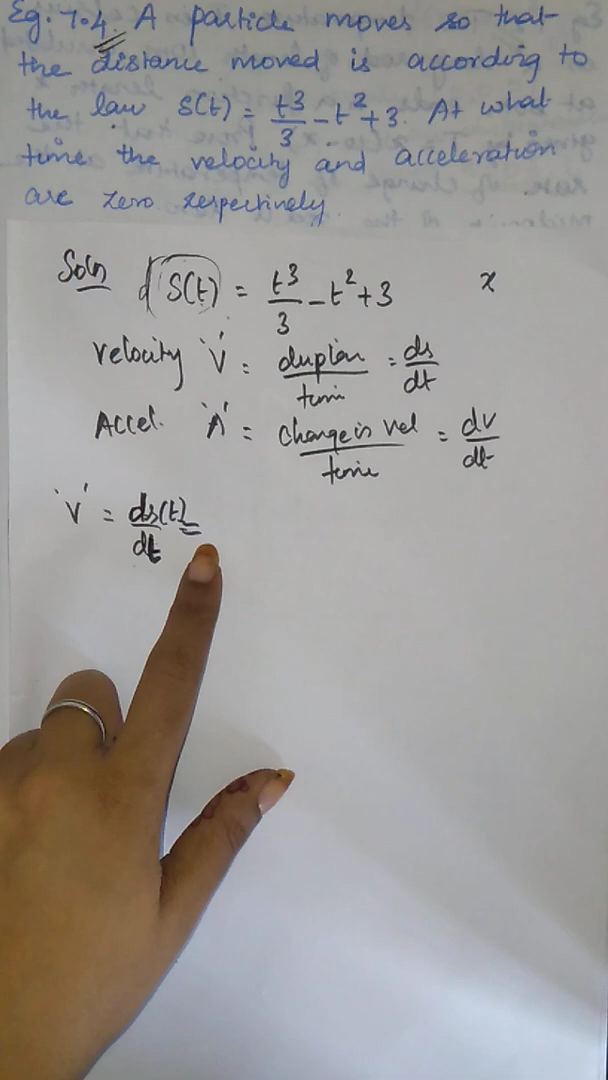 Eg. 7.4. A particle moves so that
the distance moved is according to
the law S(t) = t³/3 - t² + 3. At what
time the velocity and acceleration
are zero respectively
Soln S(t) = t³/3 - t² + 3 x
Velocity 'V' = / time = ds/dt
Accel. 'A' = change in vel / time = dv/dt
'V' = ds(t)/dt =